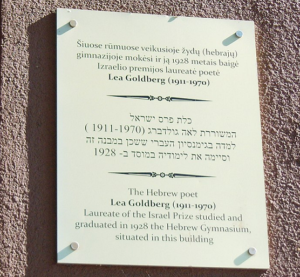 Šiuose rūmuose veikusioje žydų (hebrajų)
gimnazijoje mokėsi ir ją 1928 metais baigė
Izraelio premijos laureatė poetė
Lea Goldberg (1911-1970)
כלת פרס ישראל
המשוררת לאה גולדברג (1911-1970)
למדה בגימנסיון העברי ששכן במבנה זה
וסיימה את לימודיה במוסד ב- 1928
The Hebrew poet
Lea Goldberg (1911-1970)
Laureate of the Israel Prize studied and
graduated in 1928 the Hebrew Gymnasium,
situated in this building